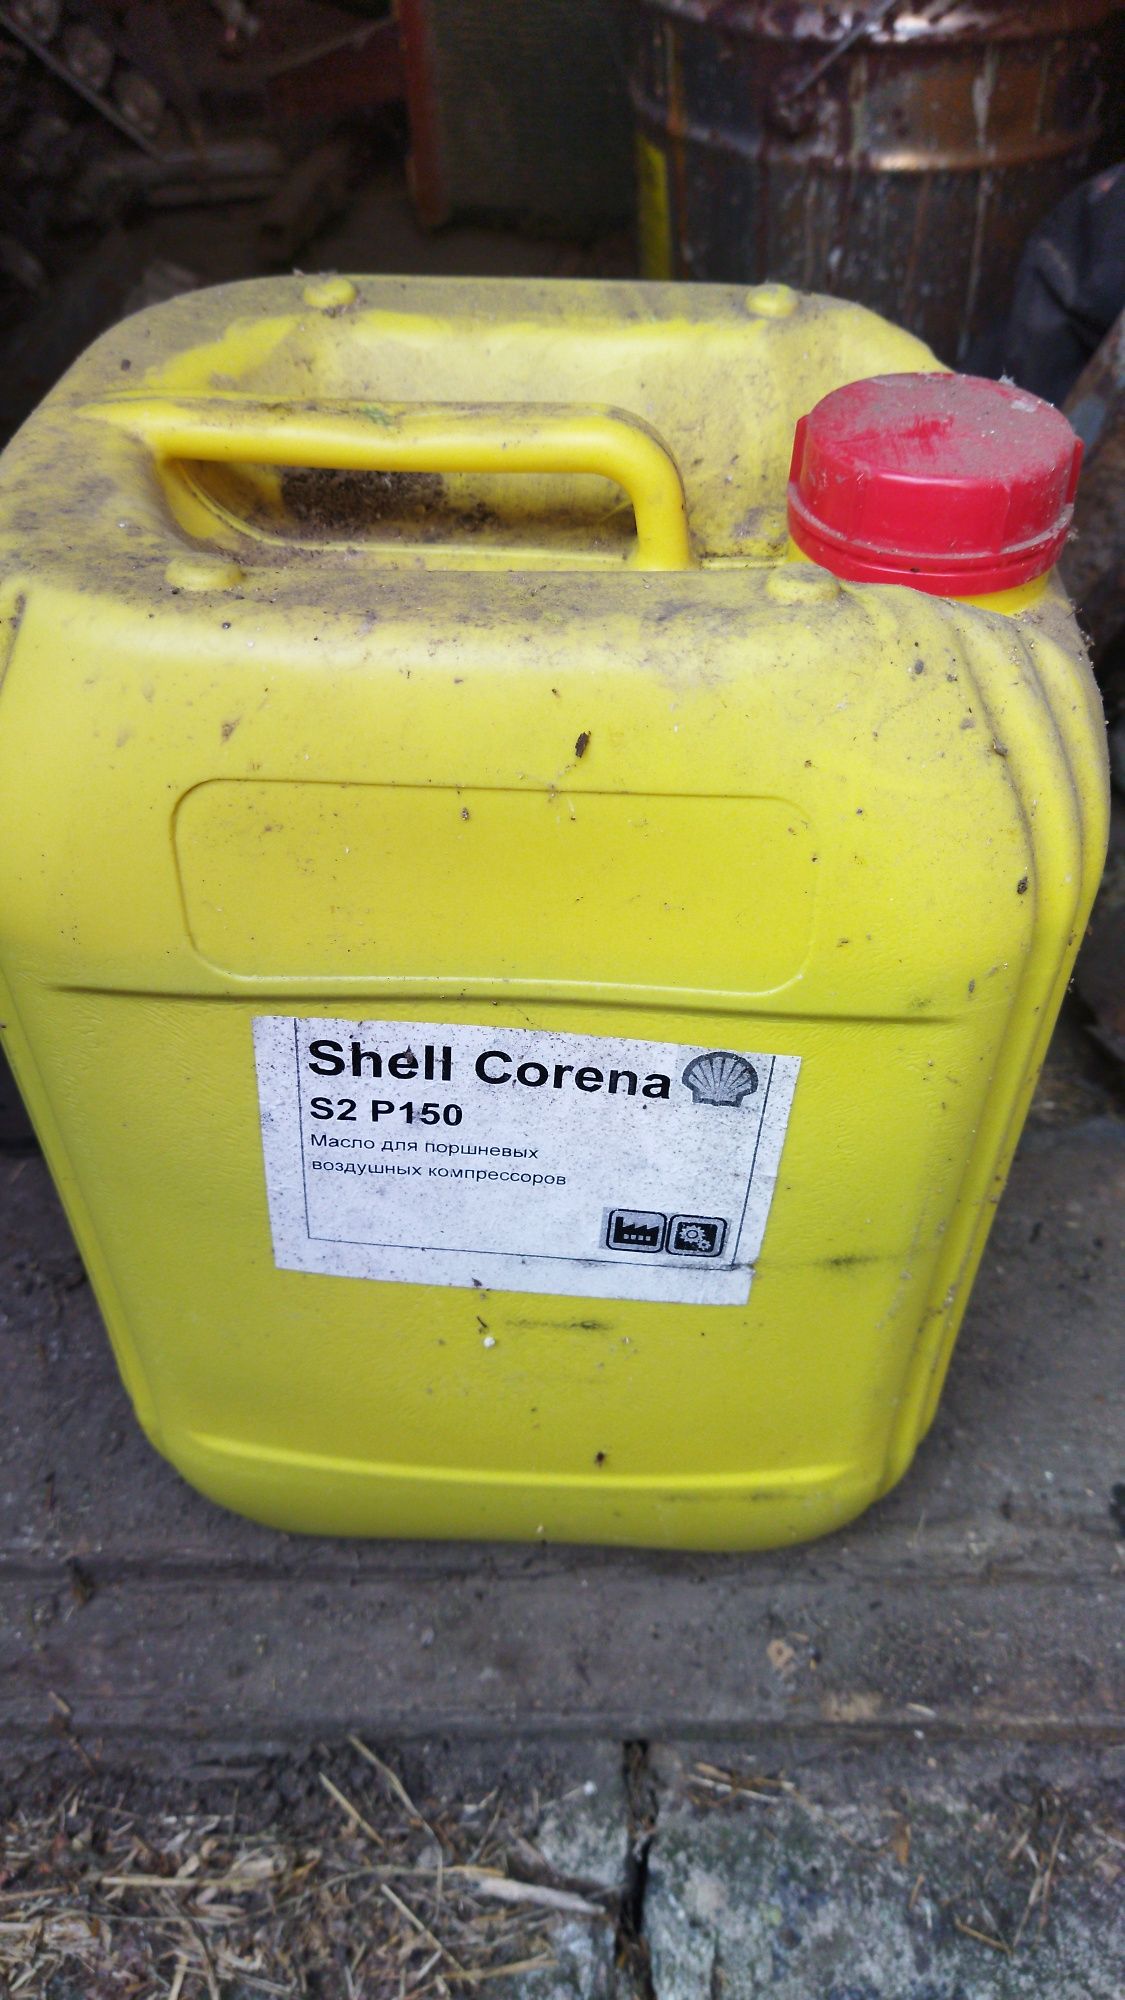 Shell Corena
S2 P150
Масло для поршневых
воздушных компрессоров